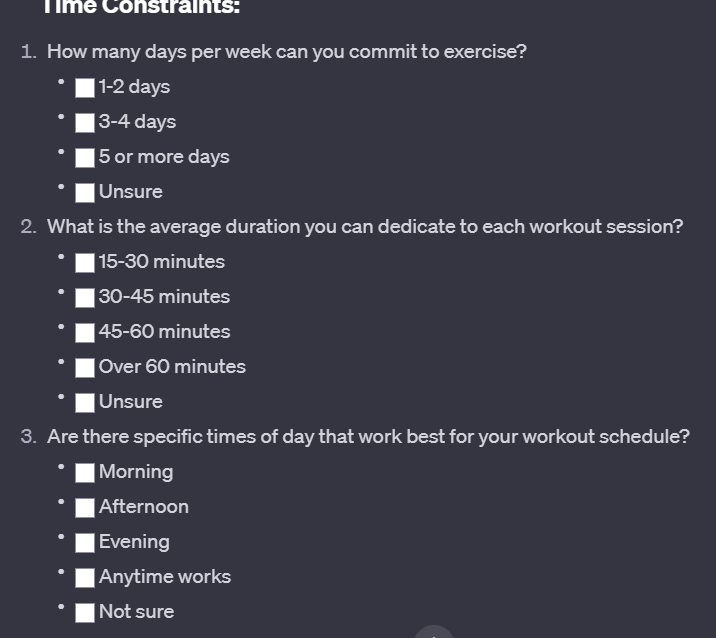 Time Constraints:
1. How many days per week can you commit to exercise?
• 1-2 days
• 3-4 days
• 5 or more days
• Unsure
2. What is the average duration you can dedicate to each workout session?
• 15-30 minutes
• 30-45 minutes
• 45-60 minutes
• Over 60 minutes
• Unsure
3. Are there specific times of day that work best for your workout schedule?
• Morning
• Afternoon
• Evening
• Anytime works
• Not sure